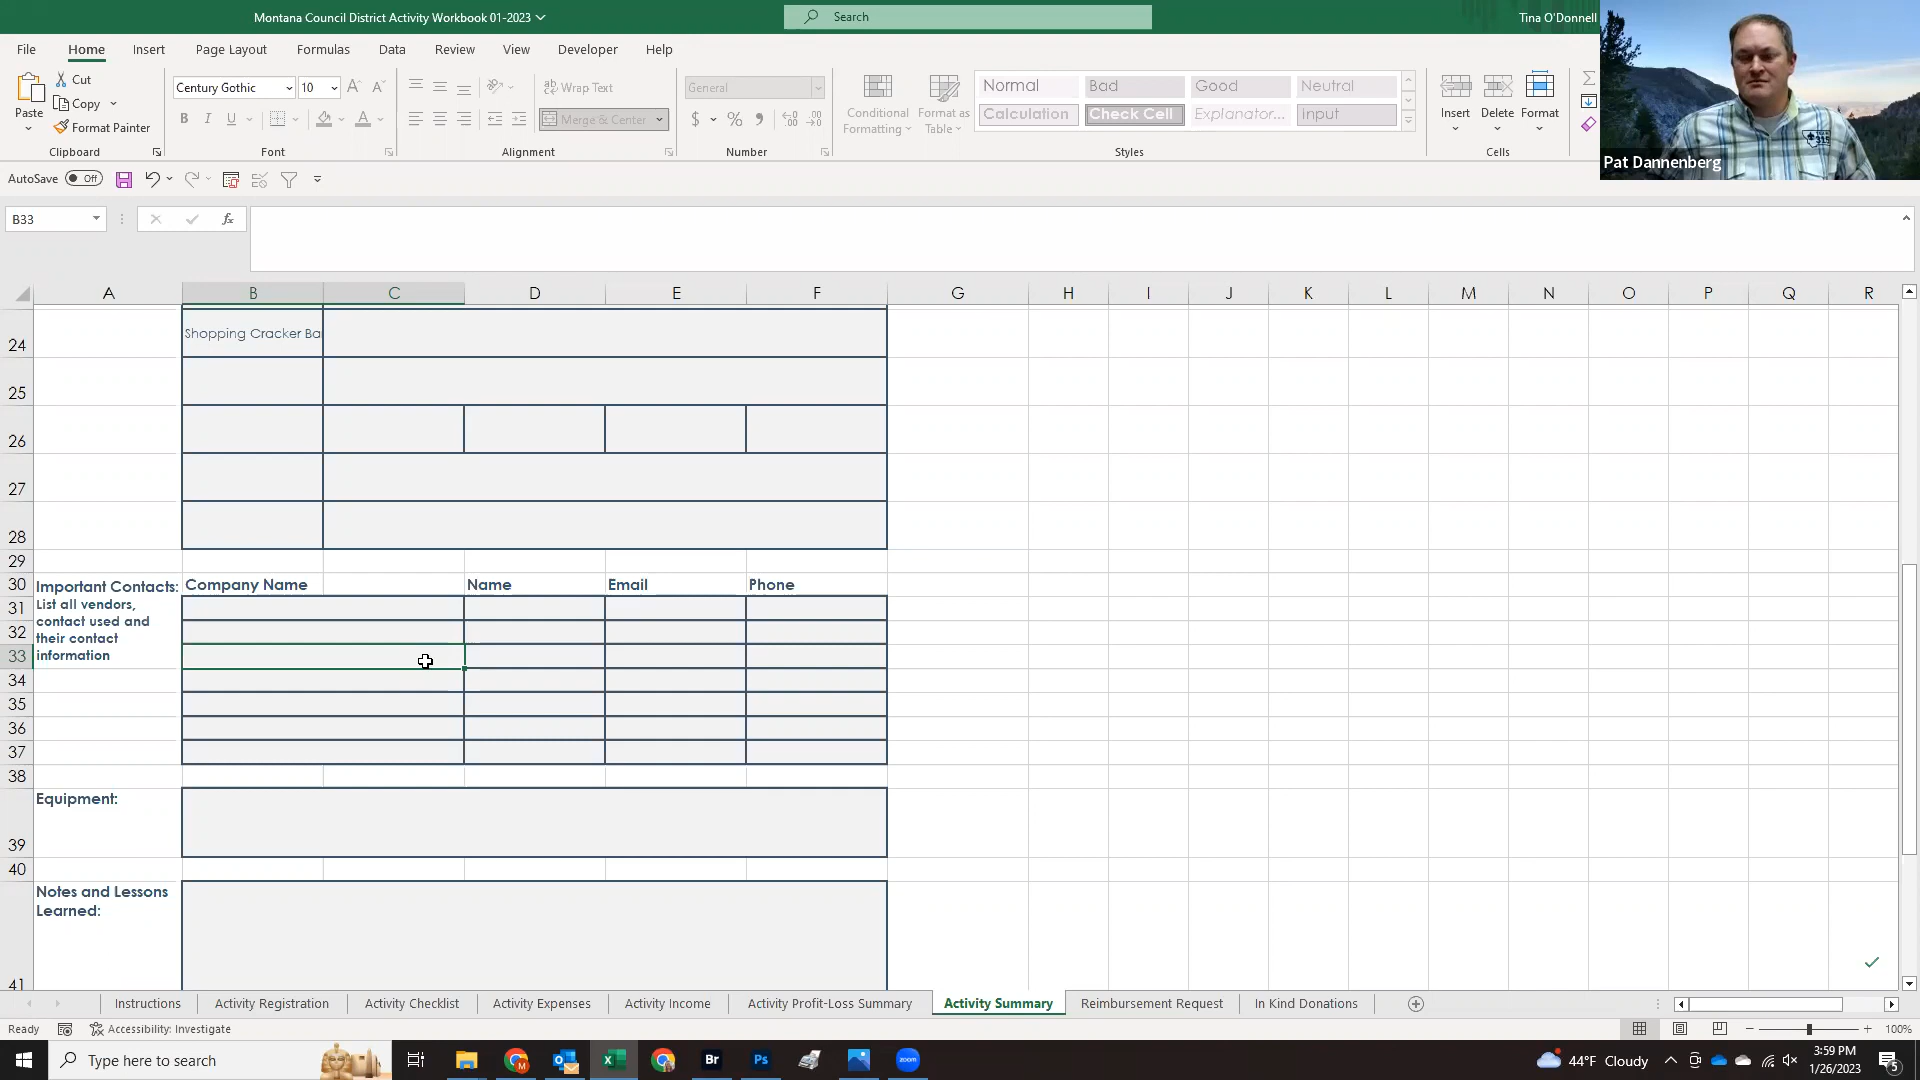 Montana Council District Activity Workbook 01-2023
Search
Tina O'Donnell
File Home Insert Page Layout Formulas Data Review View Developer Help
Paste
Cut
Copy
Format Painter
Clipboard
Century Gothic 10
B I U
Font
Wrap Text
Merge & Center
Alignment
General
$ % 9
Number
Conditional Formatting
Format as Table
Normal Bad Good Neutral
Calculation Check Cell Explanator... Input
Styles
Insert Delete Format
Cells
Pat Dannenberg
AutoSave Off
B33
fx
A B C D E F G H I J K L M N O P Q R
24 Shopping Cracker Ba
25
26
27
28
29
30 Important Contacts: Company Name Name Email Phone
31 List all vendors,
32 contact used and
their contact
33 information
34
35
36
37
38
Equipment:
39
40
Notes and Lessons
Learned:
41
Instructions Activity Registration Activity Checklist Activity Expenses Activity Income Activity Profit-Loss Summary Activity Summary Reimbursement Request In Kind Donations
Ready Accessibility: Investigate 100%
Type here to search
Br Ps zoom
44°F Cloudy
3:59 PM
1/26/2023
5